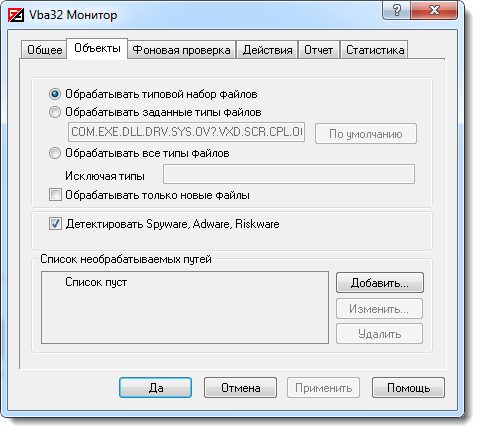 Vba32 Монитор
Общее Объекты Фоновая проверка Действия Отчет Статистика
Обрабатывать типовой набор файлов
Обрабатывать заданные типы файлов
COM.EXE.DLL.DRV.SYS.OV?.VXD.SCR.CPL.O
По умолчанию
Обрабатывать все типы файлов
Исключая типы
Обрабатывать только новые файлы
Детектировать Spyware, Adware, Riskware
Список необрабатываемых путей
Список пуст
Добавить...
Изменить...
Удалить
Да Отмена Применить Помощь